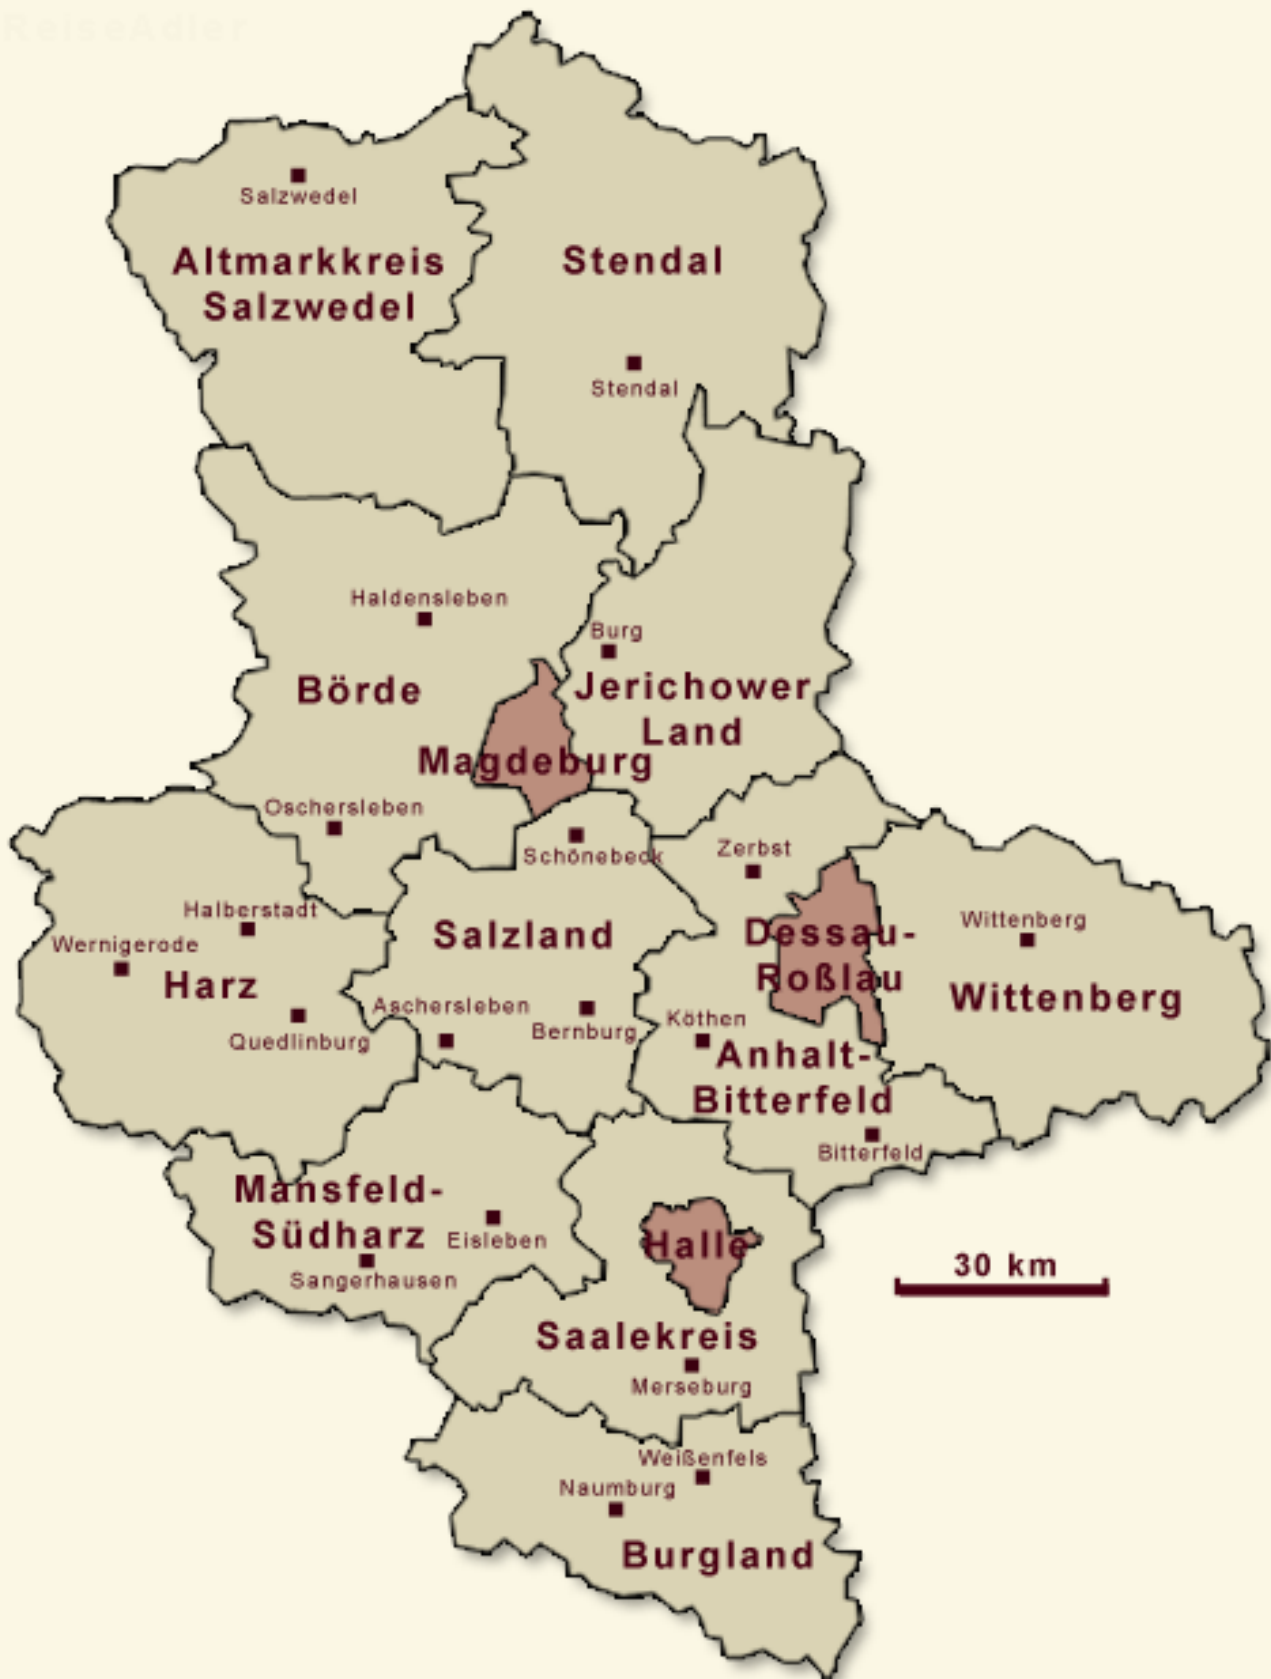 ReiseAdler
Salzwedel
Altmarkkreis
Salzwedel
Stendal
Stendal
Haldensleben
Burg
Börde
Jerichower
Land
Magdeburg
Oschersleben
Schönebeck
Zerbst
Halberstadt
Wernigerode
Harz
Quedlinburg
Salzland
Aschersleben
Bernburg
Dessau-
Roßlau
Wittenberg
Wittenberg
Köthen
Anhalt-
Bitterfeld
Bitterfeld
Mansfeld-
Südharz
Eisleben
Sangerhausen
Halle
30 km
Saalekreis
Merseburg
Weißenfels
Naumburg
Burgland